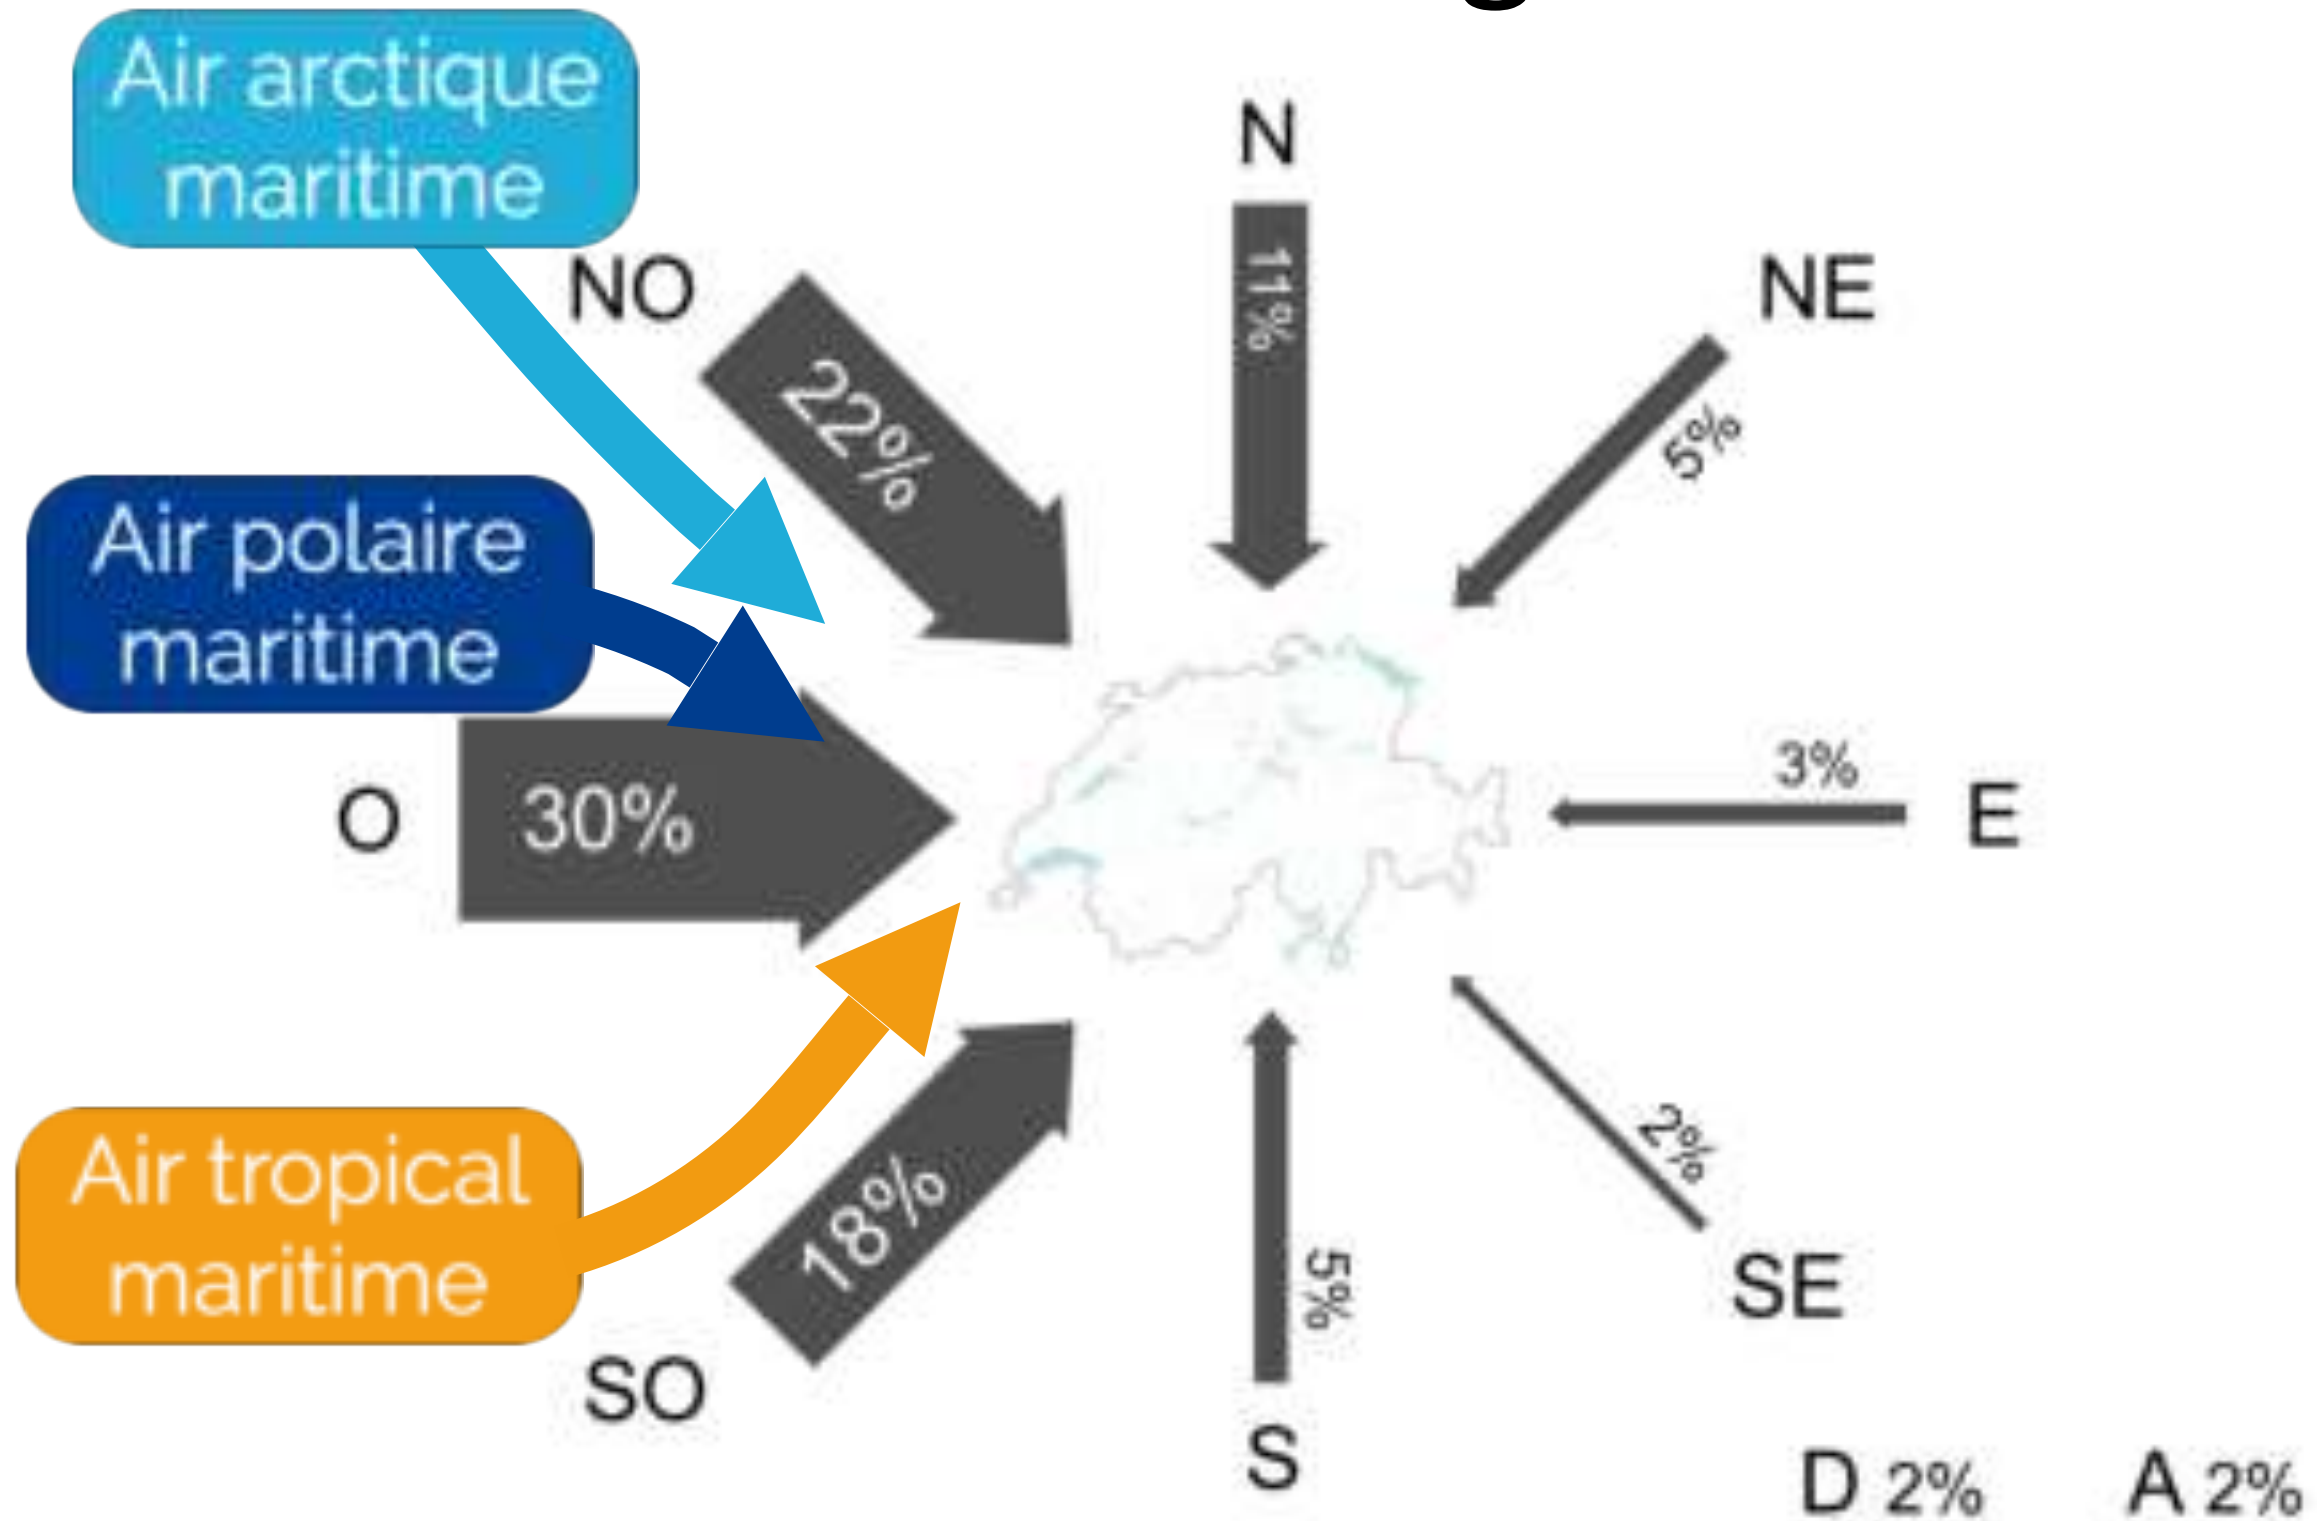 Air arctique
maritime
N
11%
NO
22%
NE
5%
Air polaire
maritime
O
30%
3%
E
Air tropical
maritime
18%
SO
5%
S
2%
SE
D 2%
A 2%